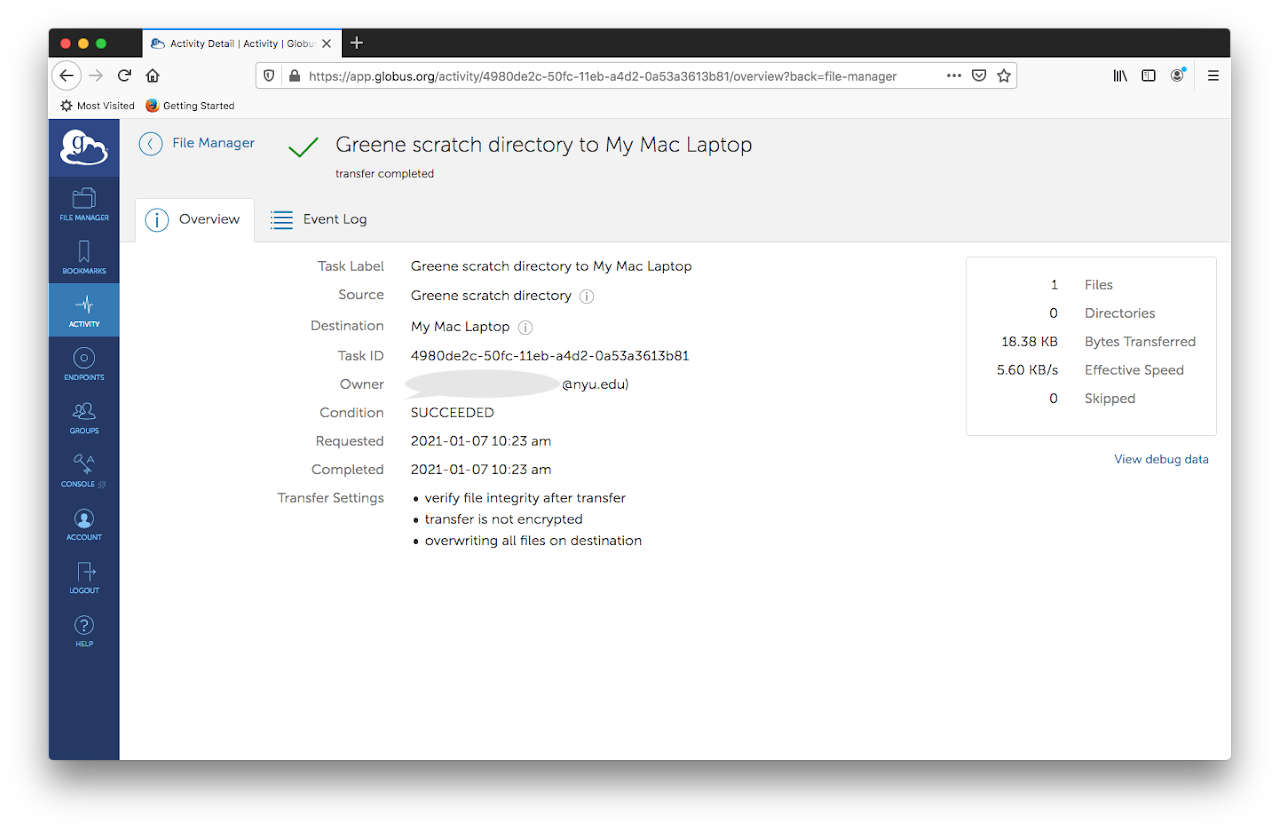 Activity Detail | Activity | Globu
https://app.globus.org/activity/4980de2c-50fc-11eb-a4d2-0a53a3613b81/overview?back=file-manager
Most Visited Getting Started
g
FILE MANAGER
BOOKMARKS
ACTIVITY
ENDPOINTS
GROUPS
CONSOLE
ACCOUNT
LOGOUT
HELP
File Manager
Greene scratch directory to My Mac Laptop
transfer completed
Overview
Event Log
Task Label Greene scratch directory to My Mac Laptop
Source Greene scratch directory
Destination My Mac Laptop
Task ID 4980de2c-50fc-11eb-a4d2-0a53a3613b81
Owner @nyu.edu)
Condition SUCCEEDED
Requested 2021-01-07 10:23 am
Completed 2021-01-07 10:23 am
Transfer Settings • verify file integrity after transfer
• transfer is not encrypted
• overwriting all files on destination
1 Files
0 Directories
18.38 KB Bytes Transferred
5.60 KB/s Effective Speed
0 Skipped
View debug data